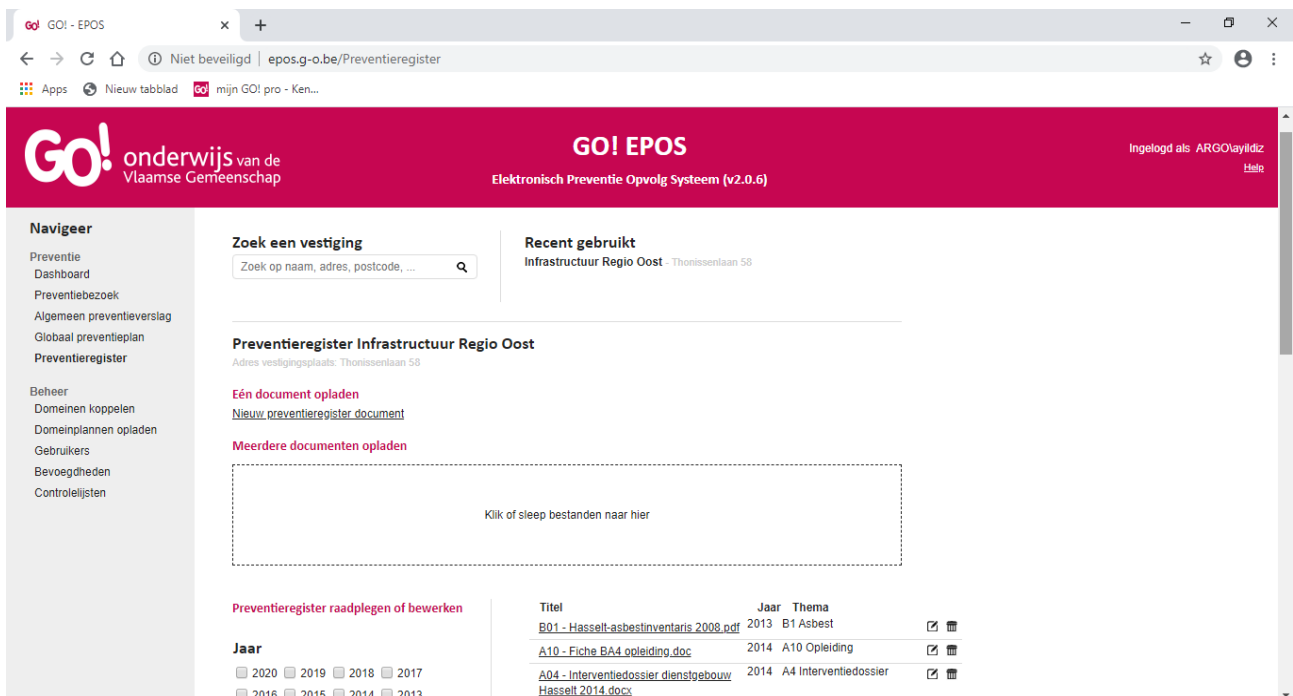 GO! GO! - EPOS
Niet beveiligd | epos.g-o.be/Preventieregister
Apps Nieuw tabblad GO! mijn GO! pro - Ken...
GO! onderwijs van de
Vlaamse Gemeenschap
GO! EPOS
Elektronisch Preventie Opvolg Systeem (v2.0.6)
Ingelogd als ARGO\ayildiz
Help
Navigeer
Preventie
Dashboard
Preventiebezoek
Algemeen preventieverslag
Globaal preventieplan
Preventieregister
Beheer
Domeinen koppelen
Domeinplannen opladen
Gebruikers
Bevoegdheden
Controlelijsten
Zoek een vestiging
Zoek op naam, adres, postcode, ...
Recent gebruikt
Infrastructuur Regio Oost - Thonissenlaan 58
Preventieregister Infrastructuur Regio Oost
Adres vestigingsplaats: Thonissenlaan 58
Eén document opladen
Nieuw preventieregister document
Meerdere documenten opladen
Klik of sleep bestanden naar hier
Preventieregister raadplegen of bewerken
Jaar
2020 2019 2018 2017
2016 2015 2014 2013
Titel Jaar Thema
B01 - Hasselt-asbestinventaris 2008.pdf 2013 B1 Asbest
A10 - Fiche BA4 opleiding.doc 2014 A10 Opleiding
A04 - Interventiedossier dienstgebouw 2014 A4 Interventiedossier
Hasselt 2014.docx